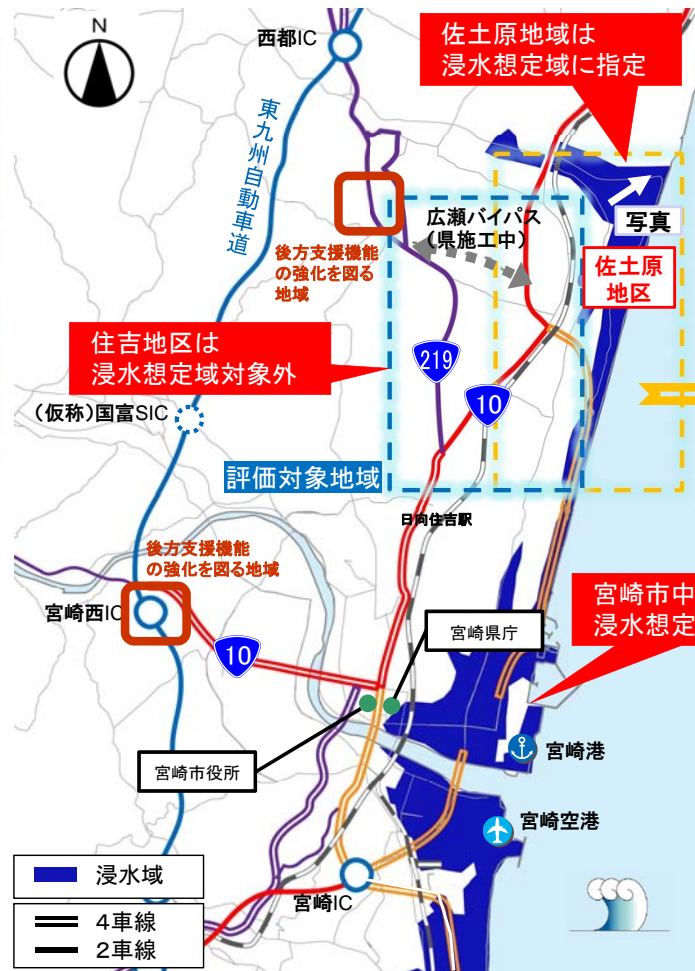 N
西都IC
佐土原地域は
浸水想定域に指定
東九州自動車道
広瀬バイパス
(県施工中)
写真
佐土原
地区
後方支援機能
の強化を図る
地域
住吉地区は
浸水想定域対象外
219
10
(仮称)国富SIC
評価対象地域
日向住吉駅
後方支援機能
の強化を図る地域
宮崎市中
浸水想定
宮崎西IC
宮崎県庁
10
宮崎市役所
宮崎港
宮崎空港
宮崎IC
浸水域
4車線
2車線